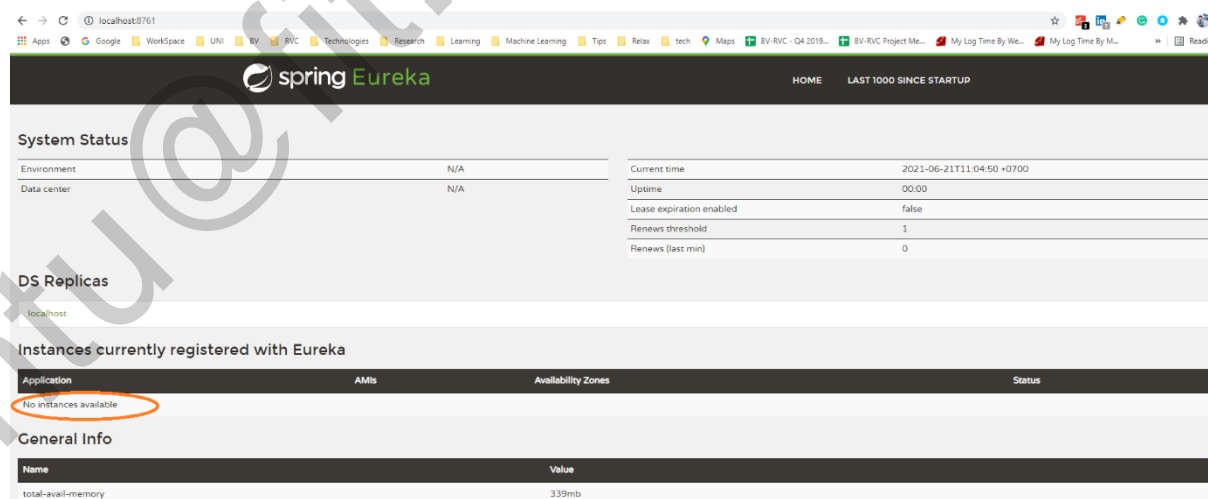 localhost:8761
Apps Google WorkSpace UNI BV RVC Technologies Research Learning Machine Learning Tips Relax tech Maps BV-RVC - Q4 2019... BV-RVC Project Me... My Log Time By We... My Log Time By M... » Readi
spring Eureka HOME LAST 1000 SINCE STARTUP
System Status
Environment N/A Current time 2021-06-21T11:04:50 +0700
Data center N/A Uptime 00:00
Lease expiration enabled false
Renews threshold 1
Renews (last min) 0
DS Replicas
localhost
Instances currently registered with Eureka
Application AMIs Availability Zones Status
No instances available
General Info
Name Value
total-avail-memory 339mb